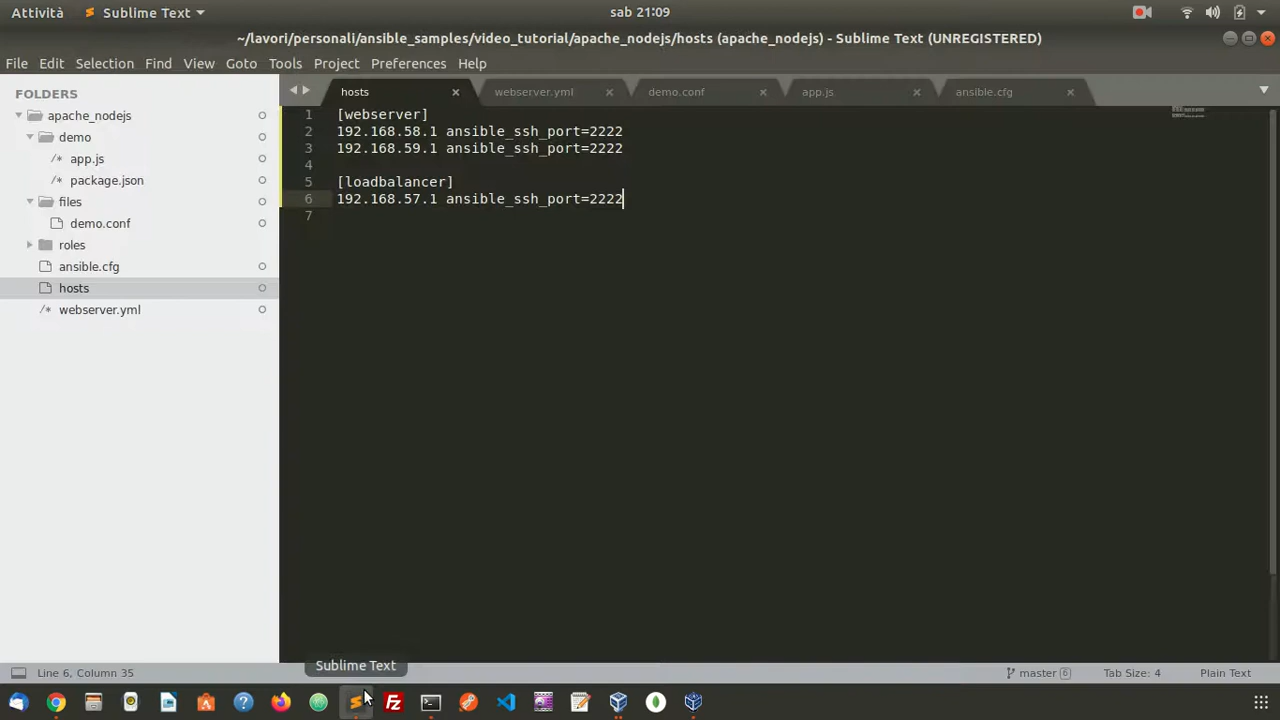 Attività
Sublime Text
sab 21:09
~/lavori/personali/ansible_samples/video_tutorial/apache_nodejs/hosts (apache_nodejs) - Sublime Text (UNREGISTERED)
File Edit Selection Find View Goto Tools Project Preferences Help
FOLDERS
apache_nodejs
demo
/* app.js
/* package.json
files
demo.conf
roles
ansible.cfg
hosts
/* webserver.yml
hosts
webserver.yml
demo.conf
app.js
ansible.cfg
1 [webserver]
2 192.168.58.1 ansible_ssh_port=2222
3 192.168.59.1 ansible_ssh_port=2222
4
5 [loadbalancer]
6 192.168.57.1 ansible_ssh_port=2222
7
Line 6, Column 35
Sublime Text
master 6
Tab Size: 4
Plain Text